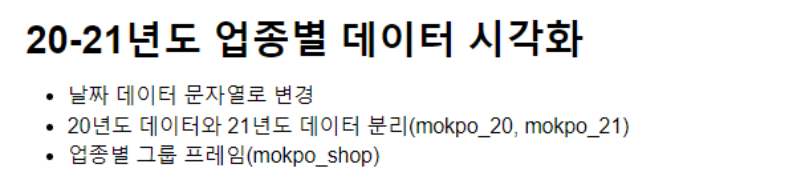 20-21년도 업종별 데이터 시각화
• 날짜 데이터 문자열로 변경
• 20년도 데이터와 21년도 데이터 분리(mokpo_20, mokpo_21)
• 업종별 그룹 프레임(mokpo_shop)